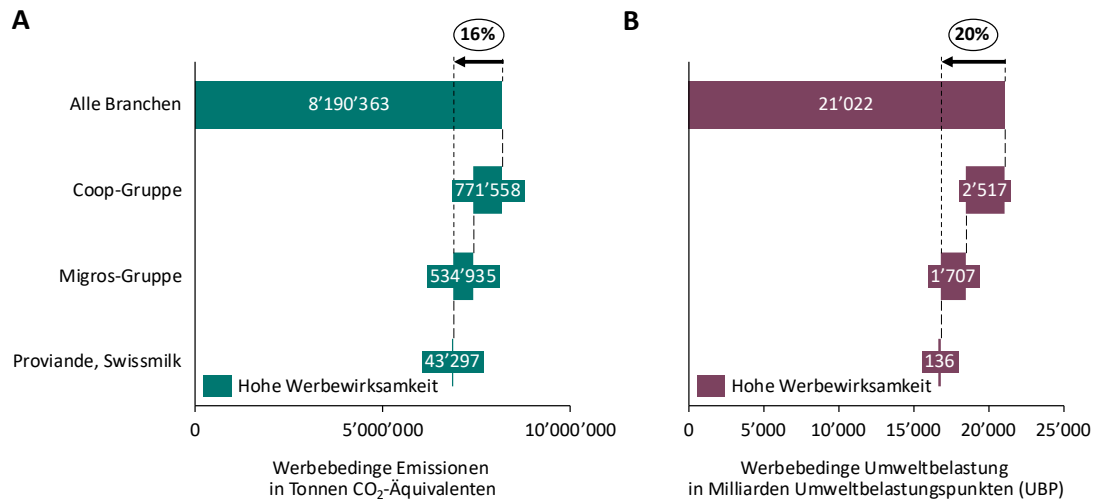 A
16%
Alle Branchen
8’190’363
Coop-Gruppe
771’558
Migros-Gruppe
534’935
Proviande, Swissmilk
43’297
Hohe Werbewirksamkeit
0
5’000’000
10’000’000
Werbebedinge Emissionen
in Tonnen CO₂-Äquivalenten
B
20%
21’022
2’517
1’707
136
Hohe Werbewirksamkeit
0
5’000
10’000
15’000
20’000
25’000
Werbebedinge Umweltbelastung
in Milliarden Umweltbelastungspunkten (UBP)